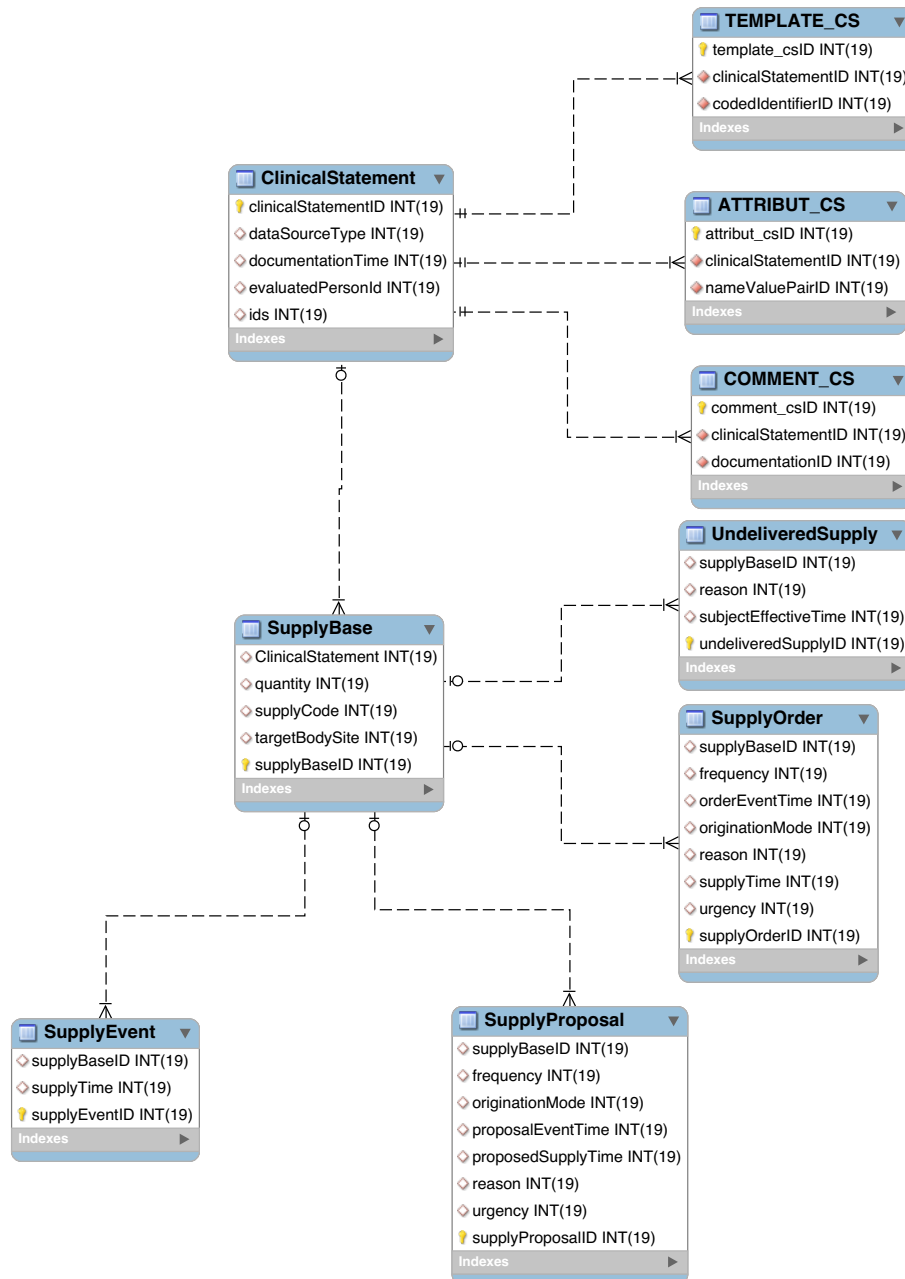 TEMPLATE_CS
template_csID INT(19)
clinicalStatementID INT(19)
codedIdentifierID INT(19)
Indexes
ClinicalStatement
clinicalStatementID INT(19)
dataSourceType INT(19)
documentationTime INT(19)
evaluatedPersonId INT(19)
ids INT(19)
Indexes
ATTRIBUT_CS
attribut_csID INT(19)
clinicalStatementID INT(19)
nameValuePairID INT(19)
Indexes
COMMENT_CS
comment_csID INT(19)
clinicalStatementID INT(19)
documentationID INT(19)
Indexes
UndeliveredSupply
supplyBaseID INT(19)
reason INT(19)
subjectEffectiveTime INT(19)
undeliveredSupplyID INT(19)
Indexes
SupplyBase
ClinicalStatement INT(19)
quantity INT(19)
supplyCode INT(19)
targetBodySite INT(19)
supplyBaseID INT(19)
Indexes
SupplyOrder
supplyBaseID INT(19)
frequency INT(19)
orderEventTime INT(19)
originationMode INT(19)
reason INT(19)
supplyTime INT(19)
urgency INT(19)
supplyOrderID INT(19)
Indexes
SupplyEvent
supplyBaseID INT(19)
supplyTime INT(19)
supplyEventID INT(19)
Indexes
SupplyProposal
supplyBaseID INT(19)
frequency INT(19)
originationMode INT(19)
proposalEventTime INT(19)
proposedSupplyTime INT(19)
reason INT(19)
urgency INT(19)
supplyProposalID INT(19)
Indexes